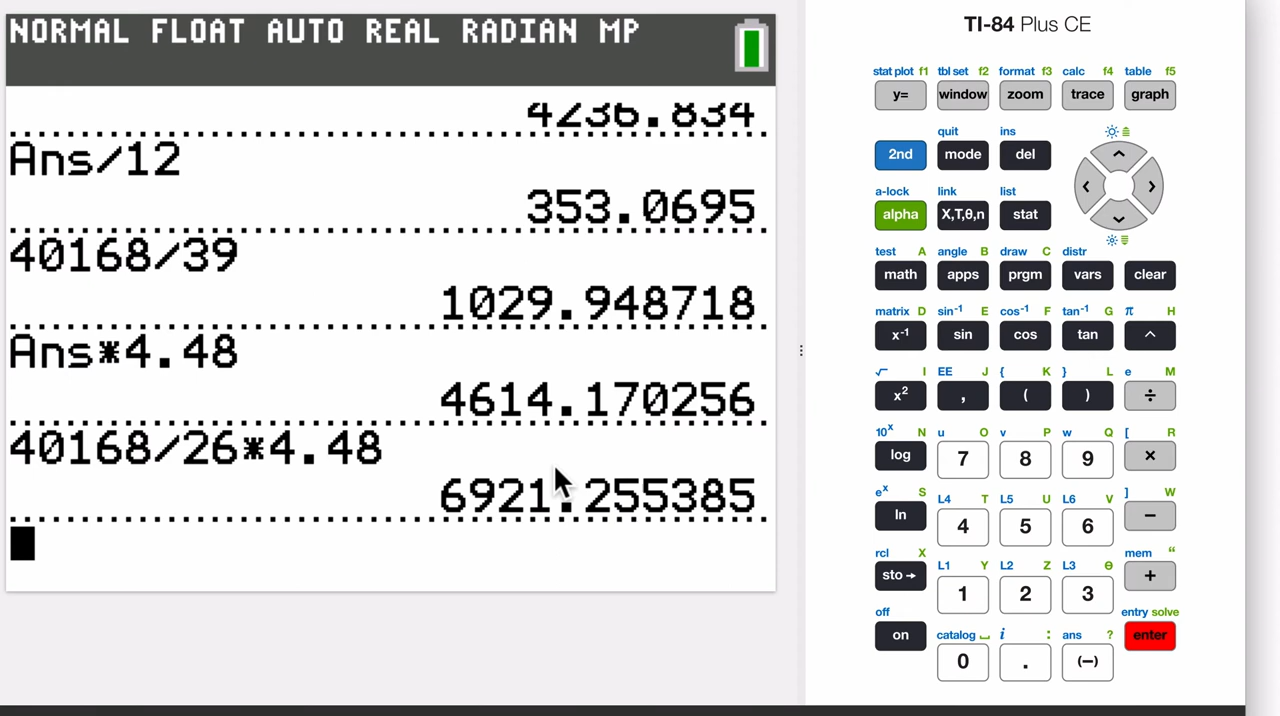 NORMAL FLOAT AUTO REAL RADIAN MP
4236.834
Ans/12
353.0695
40168/39
1029.948718
Ans*4.48
4614.170256
40168/26*4.48
6921.255385
TI-84 Plus CE
stat plot f1 tbl set f2 format f3 calc f4 table f5
y= window zoom trace graph
quit ins
2nd mode del
a-lock link list
alpha X,T,θ,n stat
test A angle B draw C distr
math apps prgm vars clear
matrix D sin⁻¹ E cos⁻¹ F tan⁻¹ G π H
x⁻¹ sin cos tan ^
√ I EE J { K } L e M
x² , ( ) ÷
10ˣ N u O v P w Q [ R
log 7 8 9 ×
eˣ S L4 T L5 U L6 V ] W
ln 4 5 6 −
rcl X L1 Y L2 Z L3 θ mem “
sto→ 1 2 3 +
off catalog ⎵ i : ans ? entry solve
on 0 . (−) enter